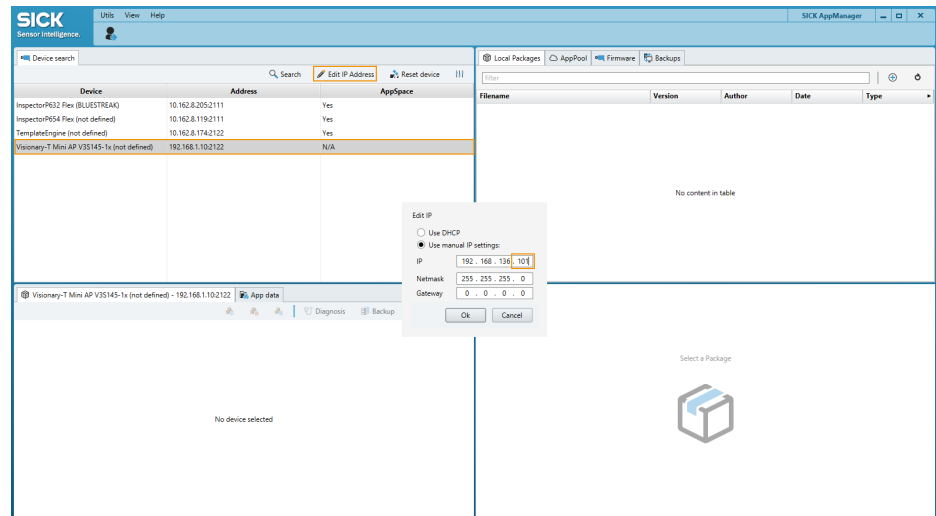 SICK
Sensor Intelligence.
Utils View Help
SICK AppManager
Device search
Search Edit IP Address Reset device
Device Address AppSpace
InspectorP632 Flex (BLUESTREAK) 10.162.8.205:2111 Yes
InspectorP654 Flex (not defined) 10.162.8.119:2111 Yes
TemplateEngine (not defined) 10.162.8.174:2122 Yes
Visionary-T Mini AP V3S145-1x (not defined) 192.168.1.10:2122 N/A
Local Packages AppPool Firmware Backups
Filter
Filename Version Author Date Type
No content in table
Edit IP
Use DHCP
Use manual IP settings:
IP 192 . 168 . 136 . 101
Netmask 255 . 255 . 255 . 0
Gateway 0 . 0 . 0 . 0
Ok Cancel
Visionary-T Mini AP V3S145-1x (not defined) - 192.168.1.10:2122 App data
Diagnosis Backup
No device selected
Select a Package